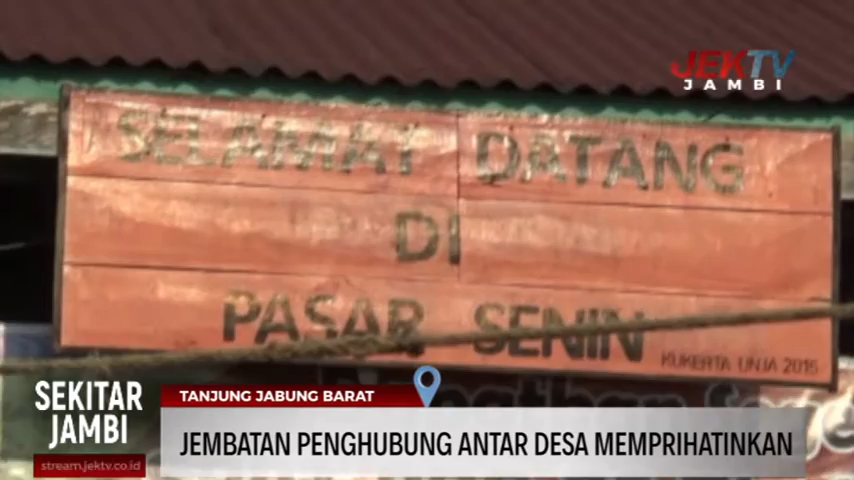 JEKTV
JAMBI
SELAMAT DATANG
DI
PASAR SENIN
KUKERTA UNJA 2016
SEKITAR
JAMBI
stream.jektv.co.id
TANJUNG JABUNG BARAT
JEMBATAN PENGHUBUNG ANTAR DESA MEMPRIHATINKAN